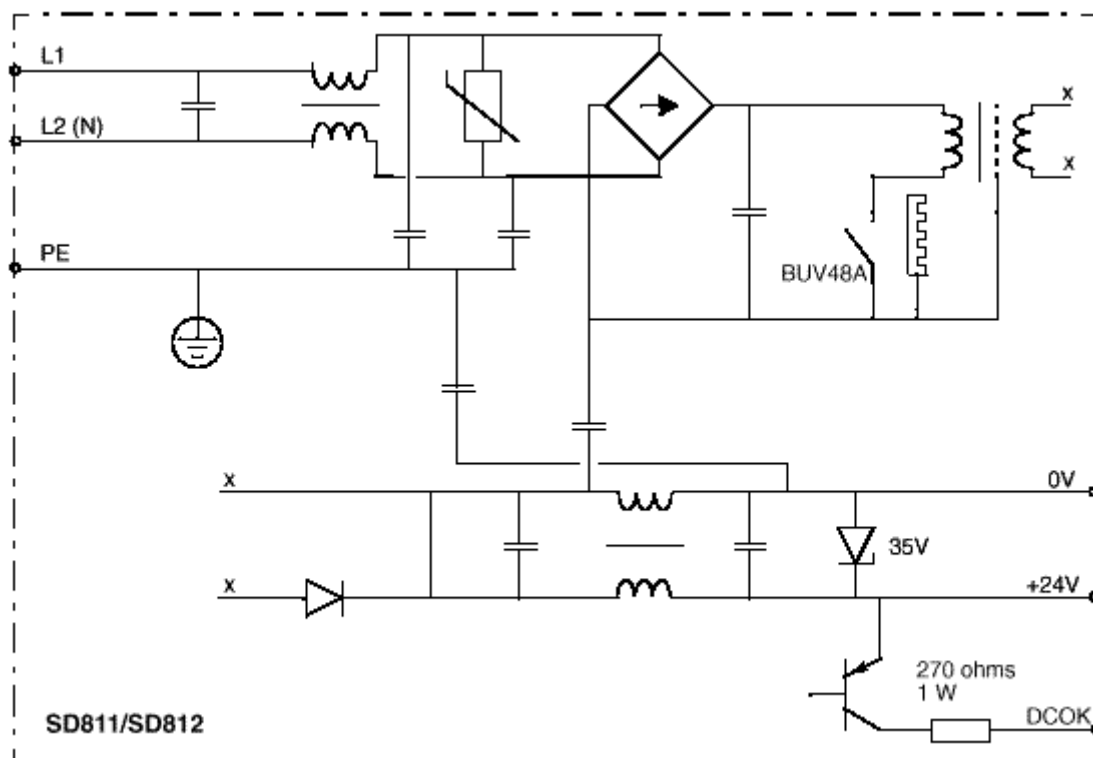 L1
x
L2 (N)
x
PE
BUV48A
x
0V
35V
x
+24V
270 ohms
1 W
SD811/SD812
DCOK